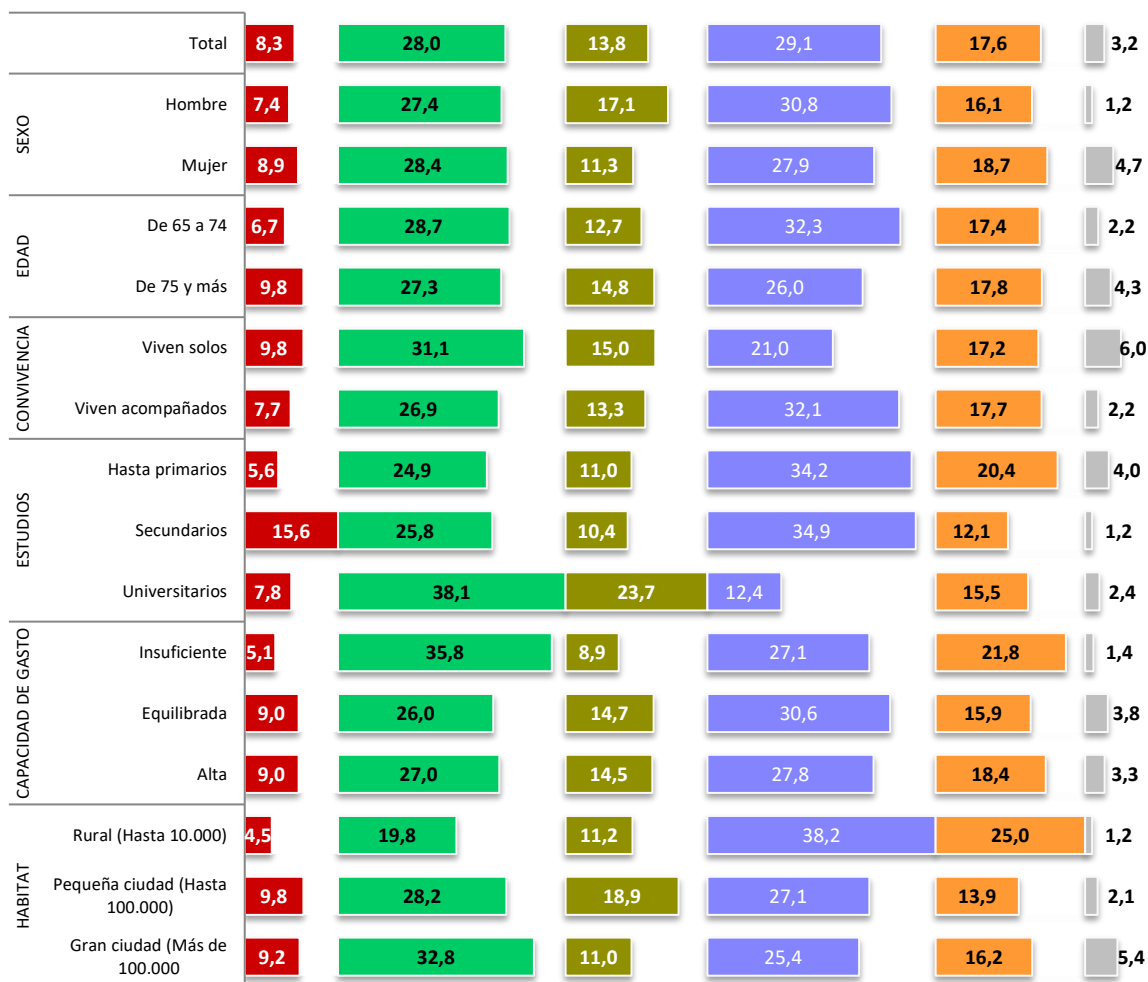 Total 8,3 28,0 13,8 29,1 17,6 3,2
SEXO
Hombre 7,4 27,4 17,1 30,8 16,1 1,2
Mujer 8,9 28,4 11,3 27,9 18,7 4,7
EDAD
De 65 a 74 6,7 28,7 12,7 32,3 17,4 2,2
De 75 y más 9,8 27,3 14,8 26,0 17,8 4,3
CONVIVENCIA
Viven solos 9,8 31,1 15,0 21,0 17,2 6,0
Viven acompañados 7,7 26,9 13,3 32,1 17,7 2,2
ESTUDIOS
Hasta primarios 5,6 24,9 11,0 34,2 20,4 4,0
Secundarios 15,6 25,8 10,4 34,9 12,1 1,2
Universitarios 7,8 38,1 23,7 12,4 15,5 2,4
CAPACIDAD DE GASTO
Insuficiente 5,1 35,8 8,9 27,1 21,8 1,4
Equilibrada 9,0 26,0 14,7 30,6 15,9 3,8
Alta 9,0 27,0 14,5 27,8 18,4 3,3
HABITAT
Rural (Hasta 10.000) 4,5 19,8 11,2 38,2 25,0 1,2
Pequeña ciudad (Hasta
100.000) 9,8 28,2 18,9 27,1 13,9 2,1
Gran ciudad (Más de
100.000 9,2 32,8 11,0 25,4 16,2 5,4